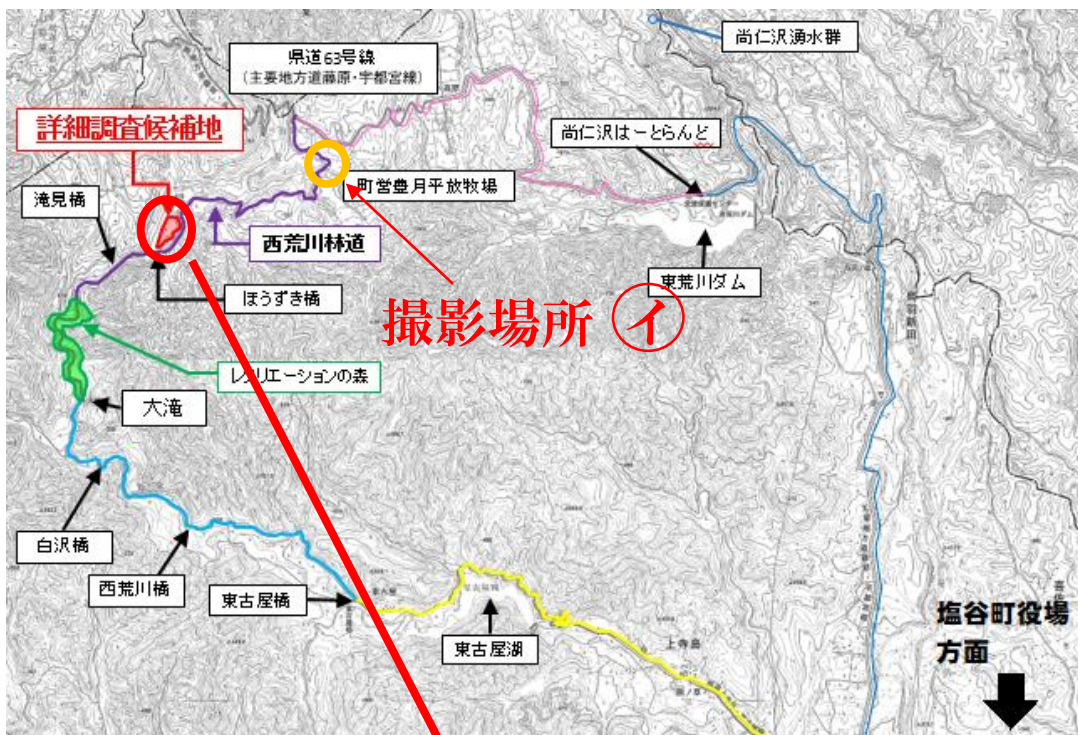 尚仁沢湧水群
県道63号線
(主要地方道藤原・宇都宮線)
詳細調査候補地
尚仁沢はーとらんど
町営豊月平放牧場
滝見橋
西荒川林道
東荒川ダム
ほうずき橋
撮影場所 イ
レクリエーションの森
大滝
白沢橋
西荒川橋
東古屋橋
東古屋湖
上寺島
塩谷町役場
方面